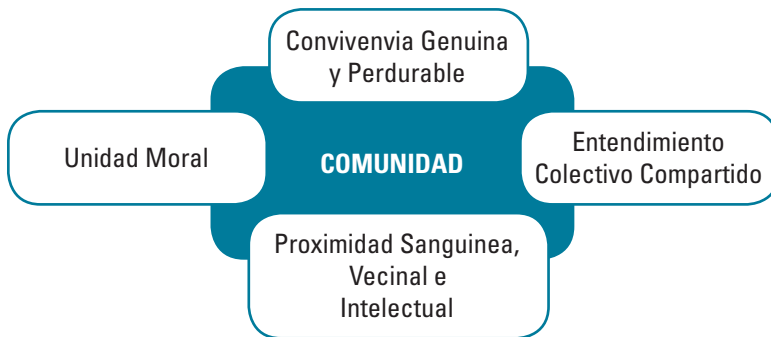 Convivenvia Genuina
y Perdurable
Unidad Moral
COMUNIDAD
Entendimiento
Colectivo Compartido
Proximidad Sanguinea,
Vecinal e
Intelectual